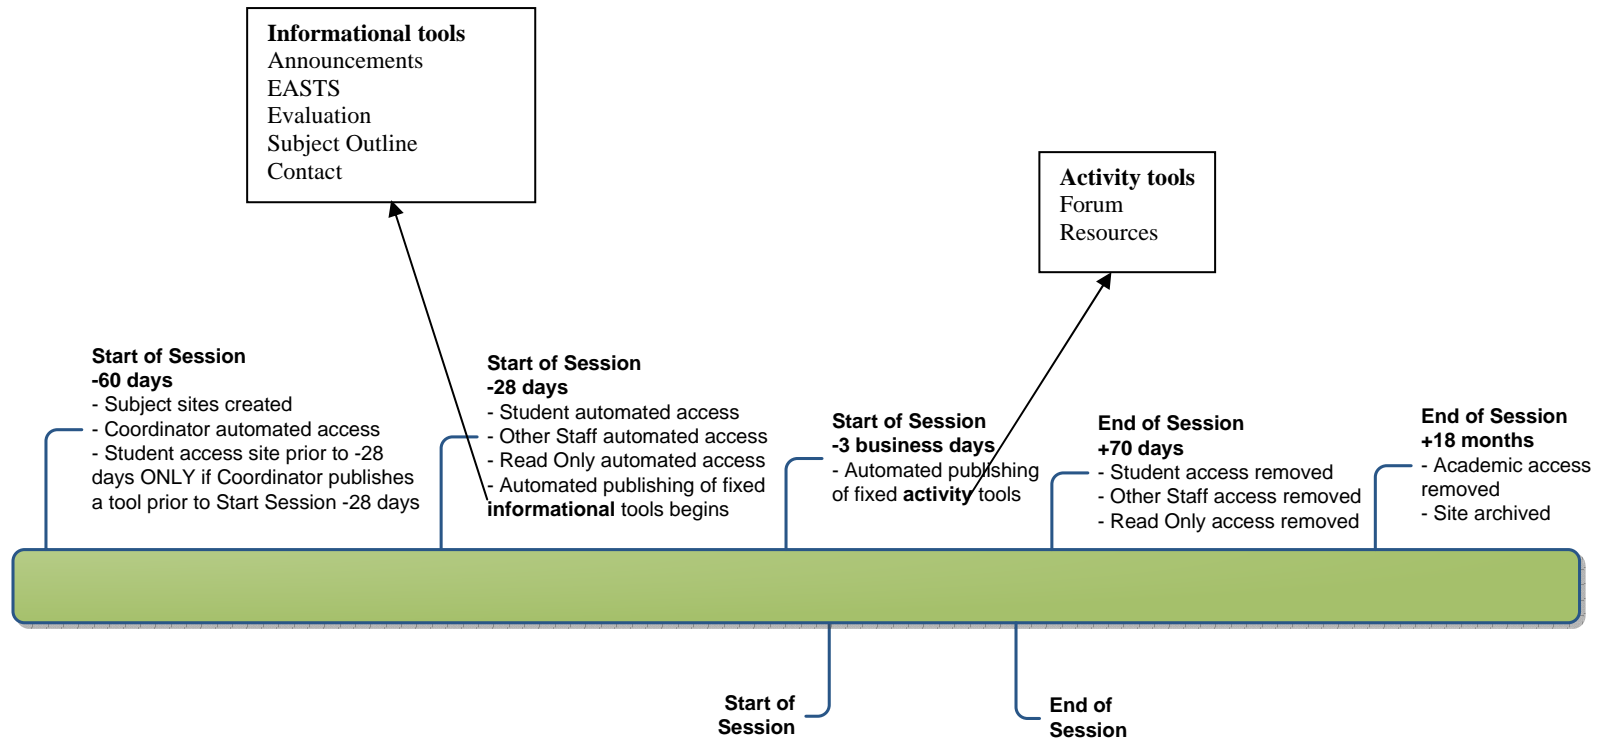 Informational tools
Announcements
EASTS
Evaluation
Subject Outline
Contact
Activity tools
Forum
Resources
Start of Session
-60 days
- Subject sites created
- Coordinator automated access
- Student access site prior to -28
days ONLY if Coordinator publishes
a tool prior to Start Session -28 days
Start of Session
-28 days
- Student automated access
- Other Staff automated access
- Read Only automated access
- Automated publishing of fixed
informational tools begins
Start of Session
-3 business days
- Automated publishing
of fixed activity tools
End of Session
+70 days
- Student access removed
- Other Staff access removed
- Read Only access removed
End of Session
+18 months
- Academic access
removed
- Site archived
Start of
Session
End of
Session